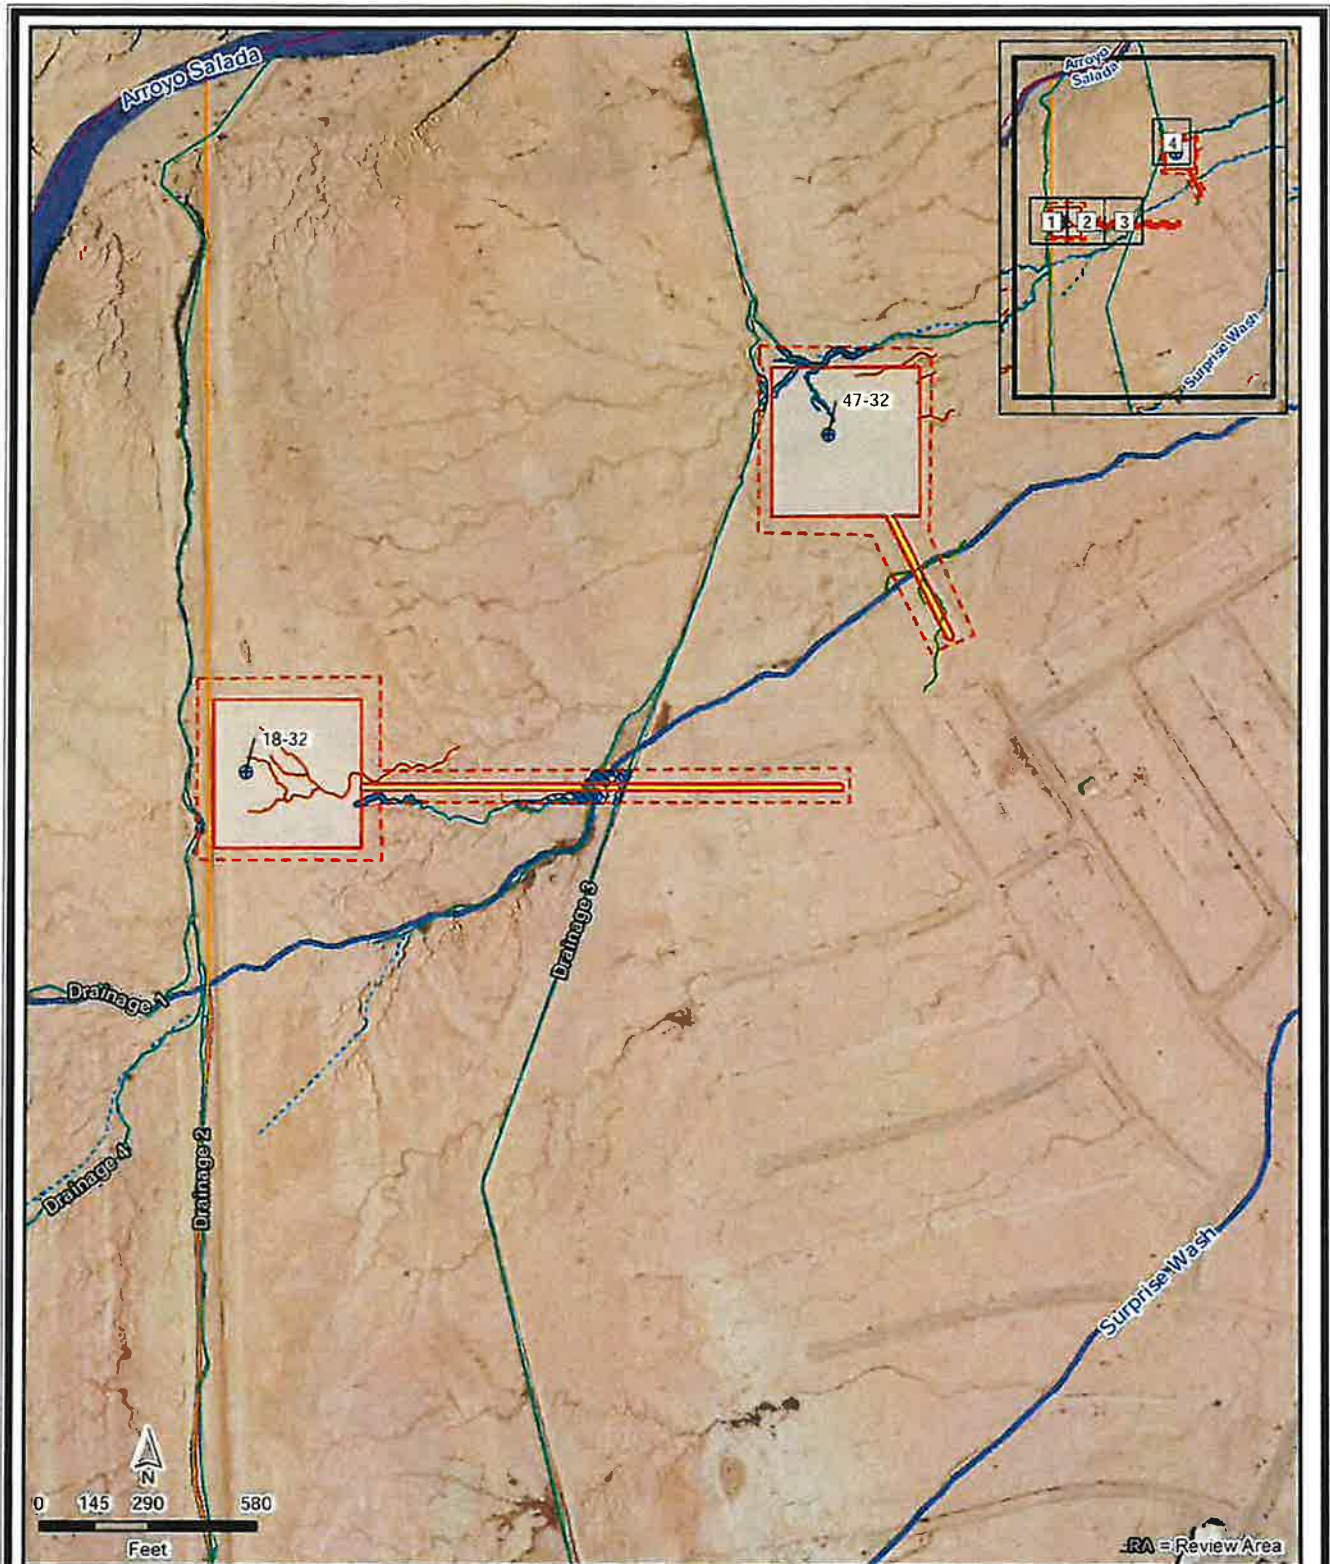 Arroyo Salada
Arroyo
Salada
4
1
2
3
Surprise Wash
47-32
18-32
Drainage 3
Drainage 1
Drainage 4
Drainage 2
Surprise Wash
N
0 145 290 580
Feet
RA = Review Area